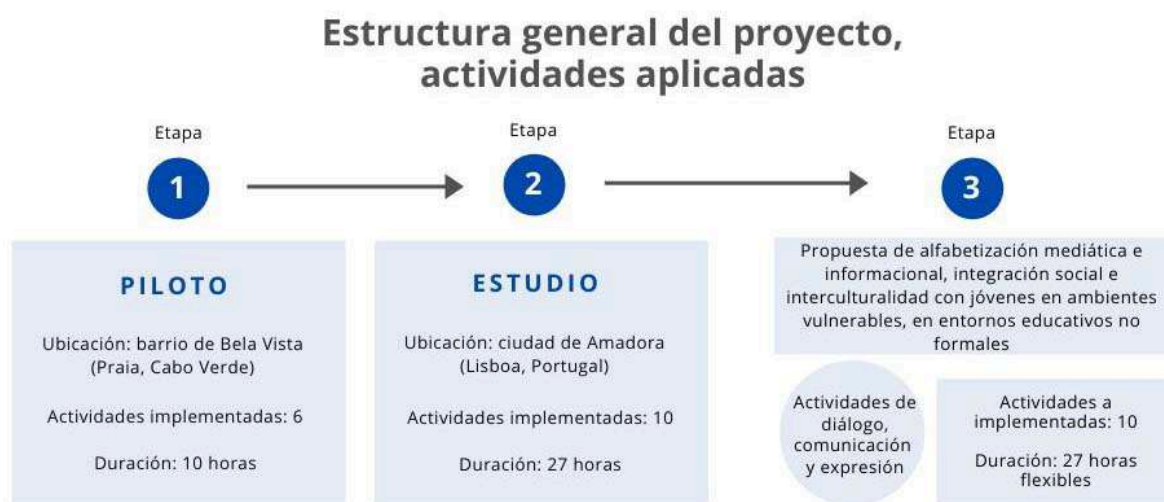 Estructura general del proyecto,
actividades aplicadas
Etapa
1
PILOTO
Ubicación: barrio de Bela Vista
(Praia, Cabo Verde)
Actividades implementadas: 6
Duración: 10 horas
Etapa
2
ESTUDIO
Ubicación: ciudad de Amadora
(Lisboa, Portugal)
Actividades implementadas: 10
Duración: 27 horas
Etapa
3
Propuesta de alfabetización mediática e
informacional, integración social e
interculturalidad con jóvenes en ambientes
vulnerables, en entornos educativos no
formales
Actividades de
diálogo,
comunicación
y expresión
Actividades a
implementadas: 10
Duración: 27 horas
flexibles